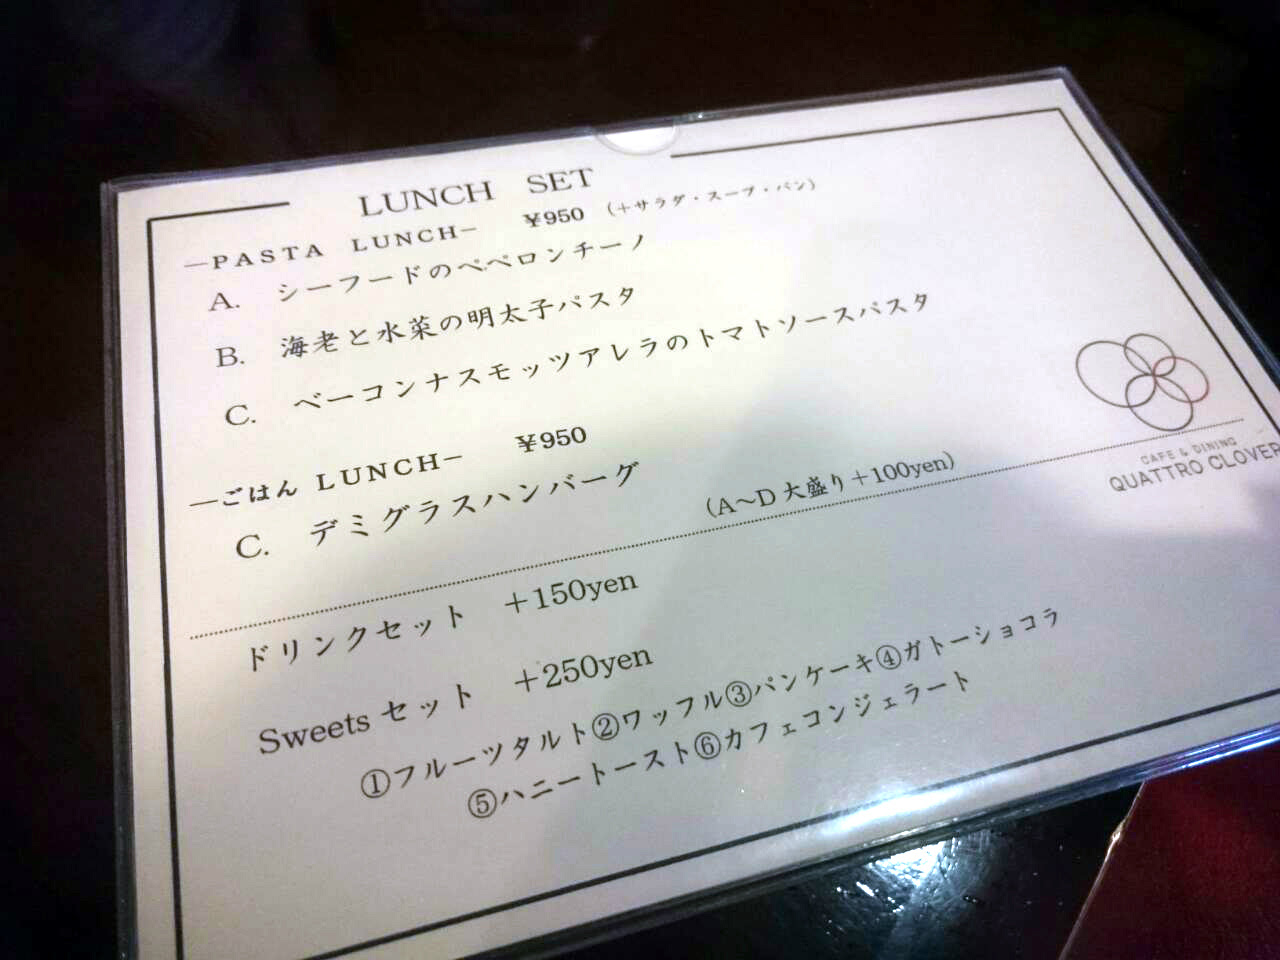 LUNCH SET
—PASTA LUNCH— ¥950 （＋サラダ・スープ・パン）
A. シーフードのペペロンチーノ
B. 海老と水菜の明太子パスタ
C. ベーコンナスモッツアレラのトマトソースパスタ
—ごはん LUNCH— ¥950
C. デミグラスハンバーグ
（A～D 大盛り＋100yen）
CAFE & DINING
QUATTRO CLOVER
ドリンクセット ＋150yen
Sweets セット ＋250yen
①フルーツタルト②ワッフル③パンケーキ④ガトーショコラ
⑤ハニートースト⑥カフェコンジェラート